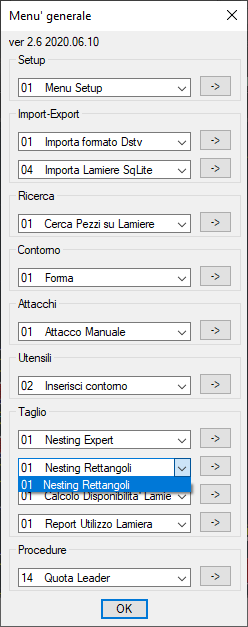 Menu' generale
ver 2.6 2020.06.10
Setup
01 Menu Setup ->
Import-Export
01 Importa formato Dstv ->
04 Importa Lamiere SqLite ->
Ricerca
01 Cerca Pezzi su Lamiere ->
Contorno
01 Forma ->
Attacchi
01 Attacco Manuale ->
Utensili
02 Inserisci contorno ->
Taglio
01 Nesting Expert ->
01 Nesting Rettangoli ->
01 Nesting Rettangoli
01 Calcolo Disponibilita' Lamie ->
01 Report Utilizzo Lamiera ->
Procedure
14 Quota Leader ->
OK